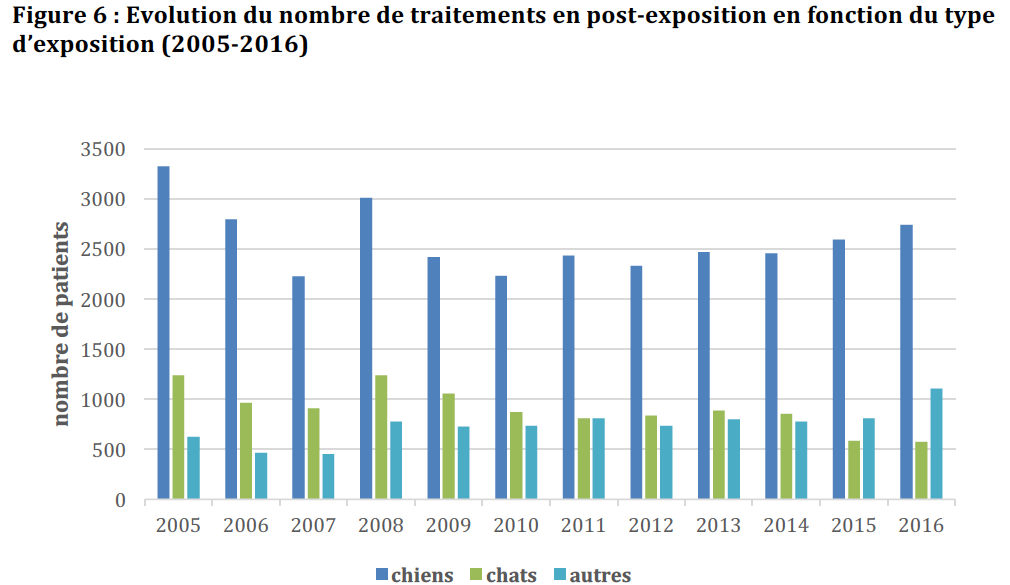 Figure 6 : Evolution du nombre de traitements en post-exposition en fonction du type
d’exposition (2005-2016)
nombre de patients
3500
3000
2500
2000
1500
1000
500
0
2005 2006 2007 2008 2009 2010 2011 2012 2013 2014 2015 2016
chiens chats autres